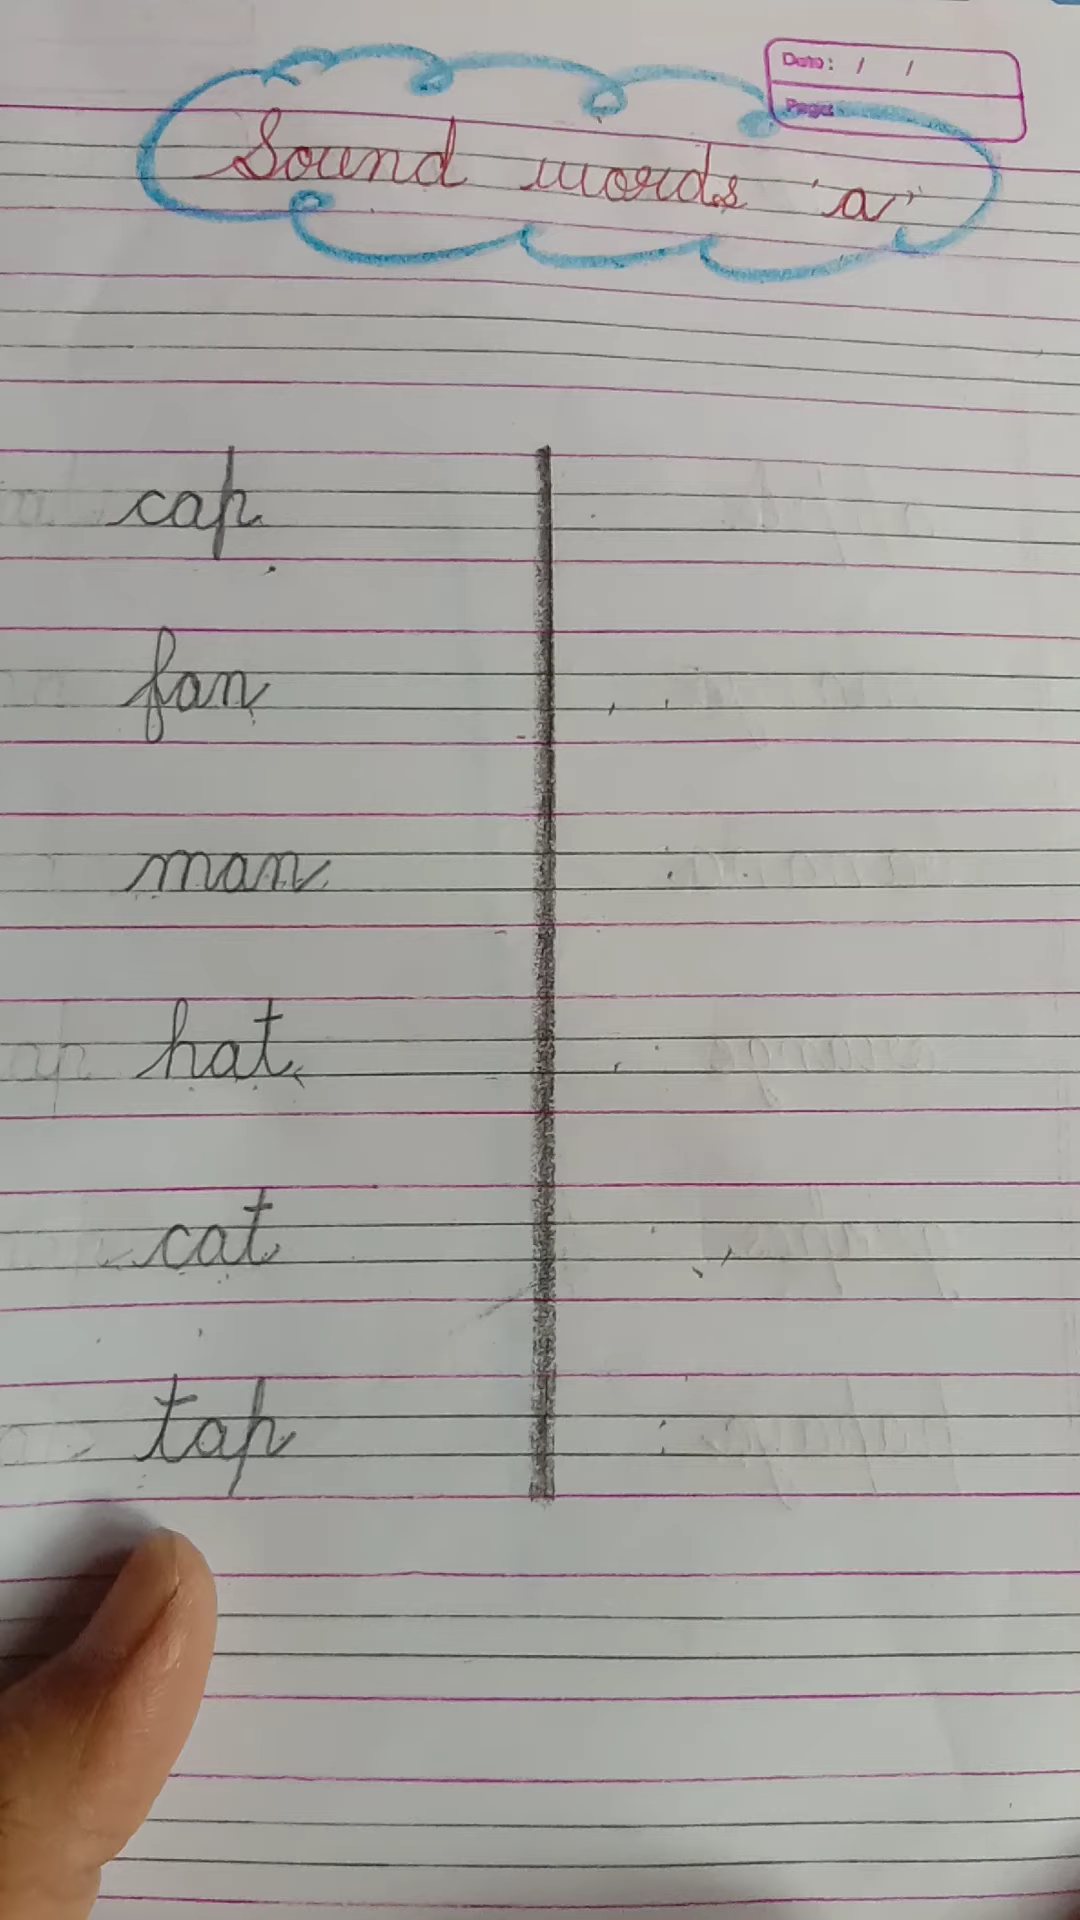 Date: / /
Page:
Sound words 'a'
cap
fan
man
hat
cat
tap